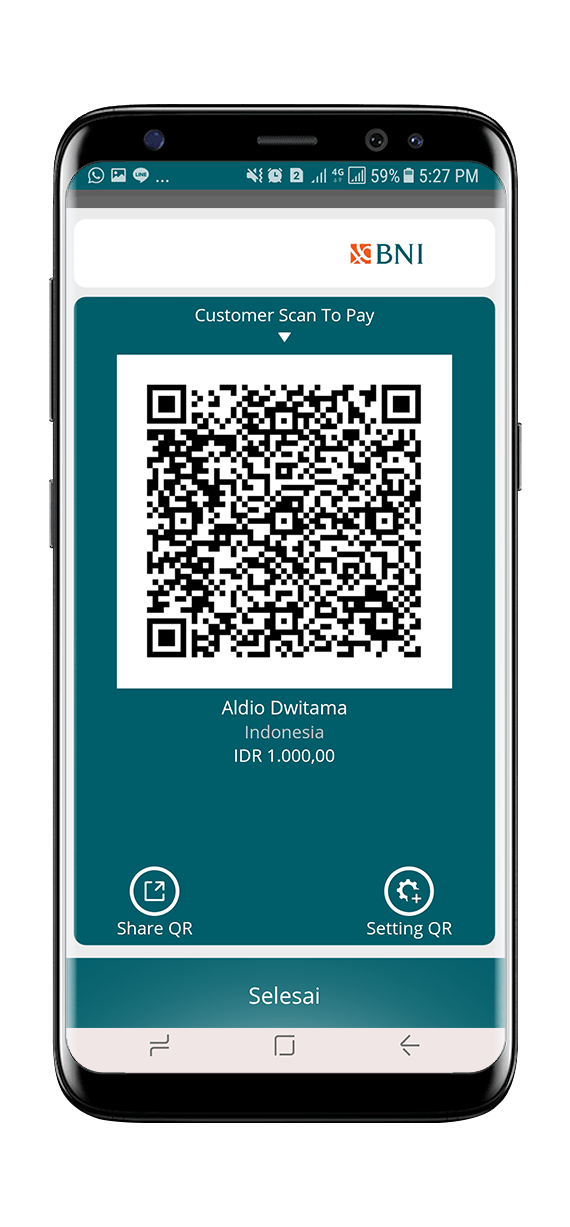 LINE ... 2 4G 59% 5:27 PM
BNI
Customer Scan To Pay
Aldio Dwitama
Indonesia
IDR 1.000,00
Share QR
Setting QR
Selesai